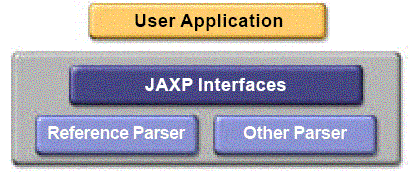 User Application
JAXP Interfaces
Reference Parser
Other Parser